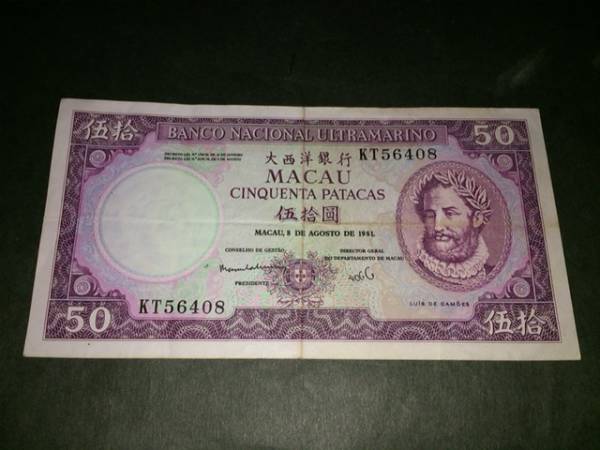 伍拾 BANCO NACIONAL ULTRAMARINO 50
大西洋銀行 KT56408
MACAU
CINQUENTA PATACAS
伍拾圓
MACAU, 8 DE AGOSTO DE 1981.
CONSELHO DE GESTÃO DIRECTOR GERAL
DO DEPARTAMENTO DE MACAU
PRESIDENTE
KT56408 LUÍS DE CAMÕES
50 伍拾